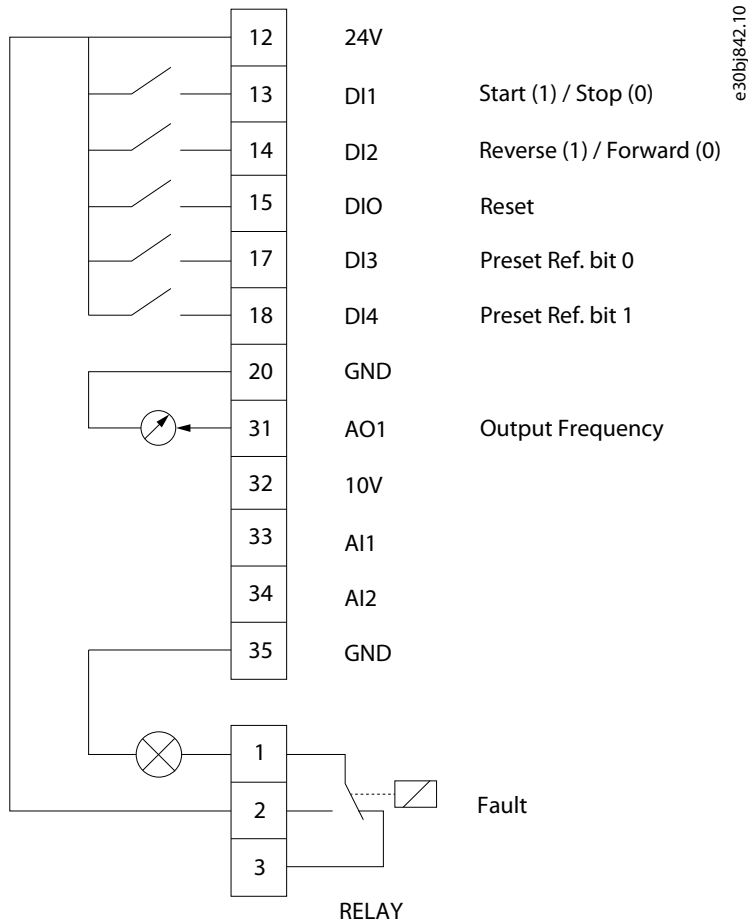 e30bj842.10
12 24V
13 DI1 Start (1) / Stop (0)
14 DI2 Reverse (1) / Forward (0)
15 DIO Reset
17 DI3 Preset Ref. bit 0
18 DI4 Preset Ref. bit 1
20 GND
31 AO1 Output Frequency
32 10V
33 AI1
34 AI2
35 GND
1
2 Fault
3
RELAY